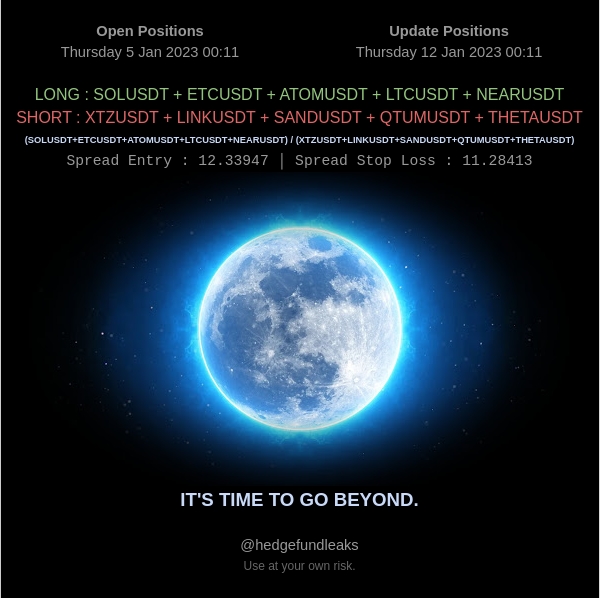 Open Positions
Thursday 5 Jan 2023 00:11
Update Positions
Thursday 12 Jan 2023 00:11
LONG : SOLUSDT + ETCUSDT + ATOMUSDT + LTCUSDT + NEARUSDT
SHORT : XTZUSDT + LINKUSDT + SANDUSDT + QTUMUSDT + THETAUSDT
(SOLUSDT+ETCUSDT+ATOMUSDT+LTCUSDT+NEARUSDT) / (XTZUSDT+LINKUSDT+SANDUSDT+QTUMUSDT+THETAUSDT)
Spread Entry : 12.33947 | Spread Stop Loss : 11.28413
IT'S TIME TO GO BEYOND.
@hedgefundleaks
Use at your own risk.